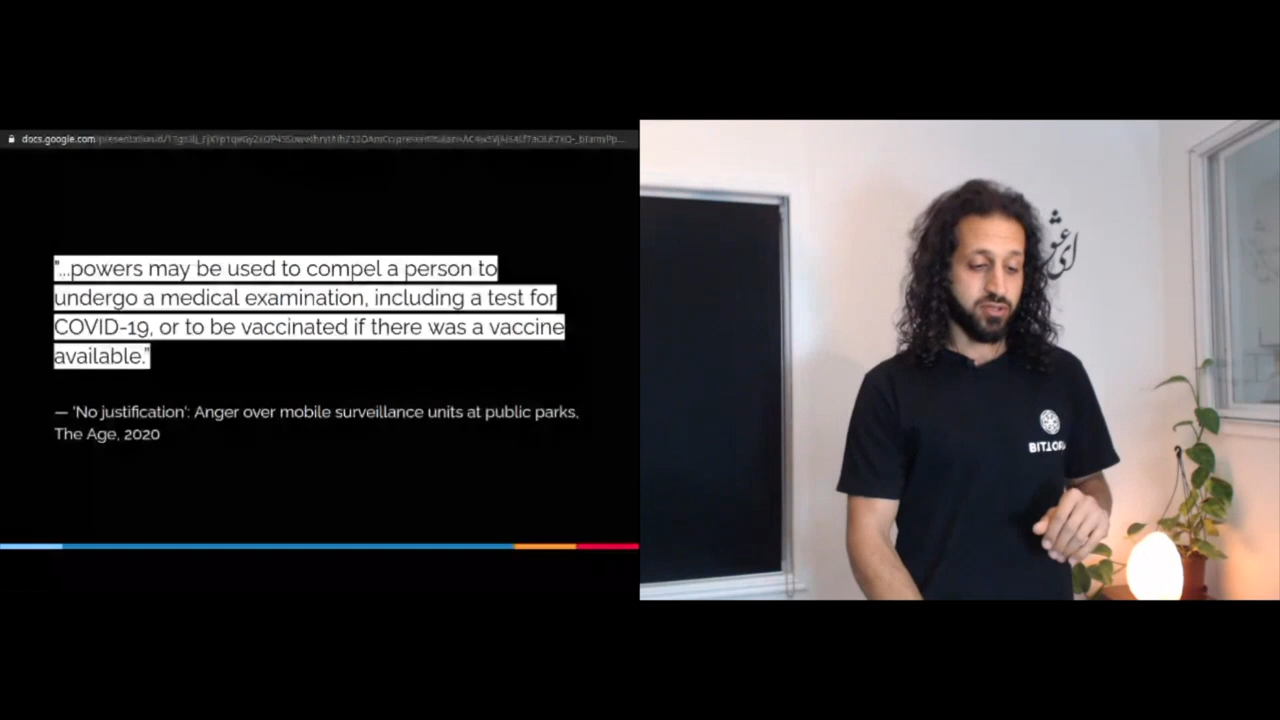 docs.google.com
"...powers may be used to compel a person to
undergo a medical examination, including a test for
COVID-19, or to be vaccinated if there was a vaccine
available."
— 'No justification': Anger over mobile surveillance units at public parks,
The Age, 2020
ای عشق